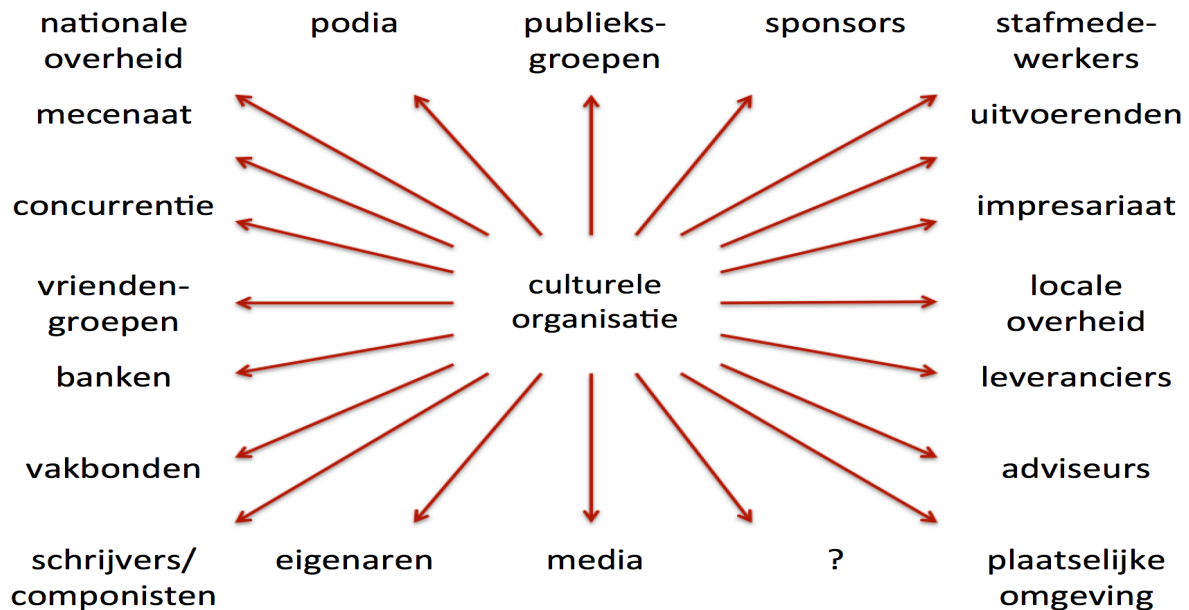 nationale
overheid
podia
publieks-
groepen
sponsors
stafmede-
werkers
mecenaat
uitvoerenden
concurrentie
impresariaat
vrienden-
groepen
culturele
organisatie
locale
overheid
banken
leveranciers
vakbonden
adviseurs
schrijvers/
componisten
eigenaren
media
?
plaatselijke
omgeving